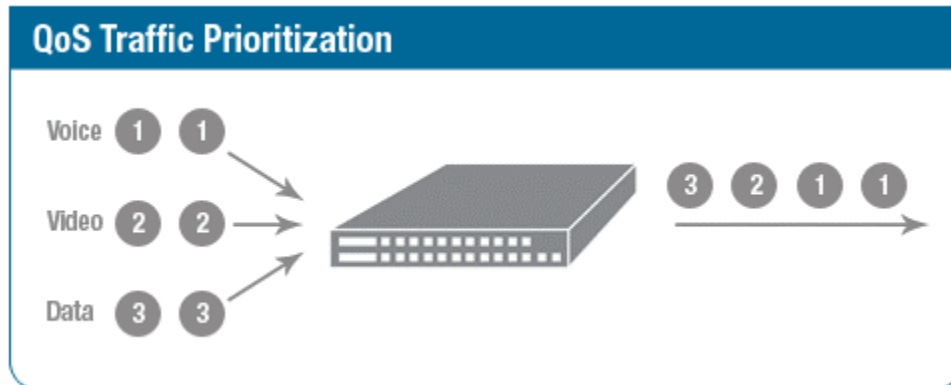 QoS Traffic Prioritization
Voice 1 1
3 2 1 1
Video 2 2
Data 3 3